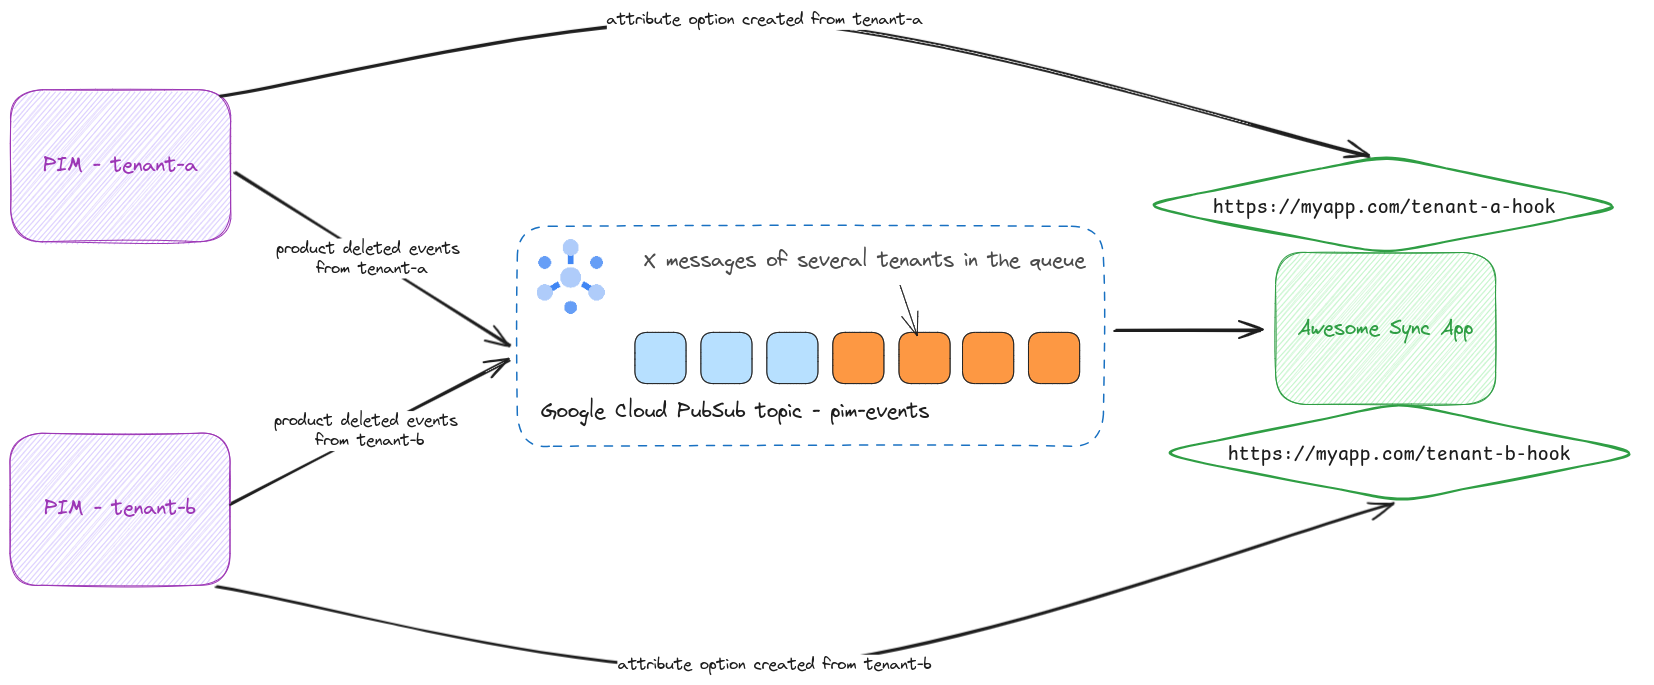 attribute option created from tenant-a
PIM - tenant-a
https://myapp.com/tenant-a-hook
product deleted events
from tenant-a
X messages of several tenants in the queue
Awesome Sync App
Google Cloud PubSub topic - pim-events
product deleted events
from tenant-b
https://myapp.com/tenant-b-hook
PIM - tenant-b
attribute option created from tenant-b